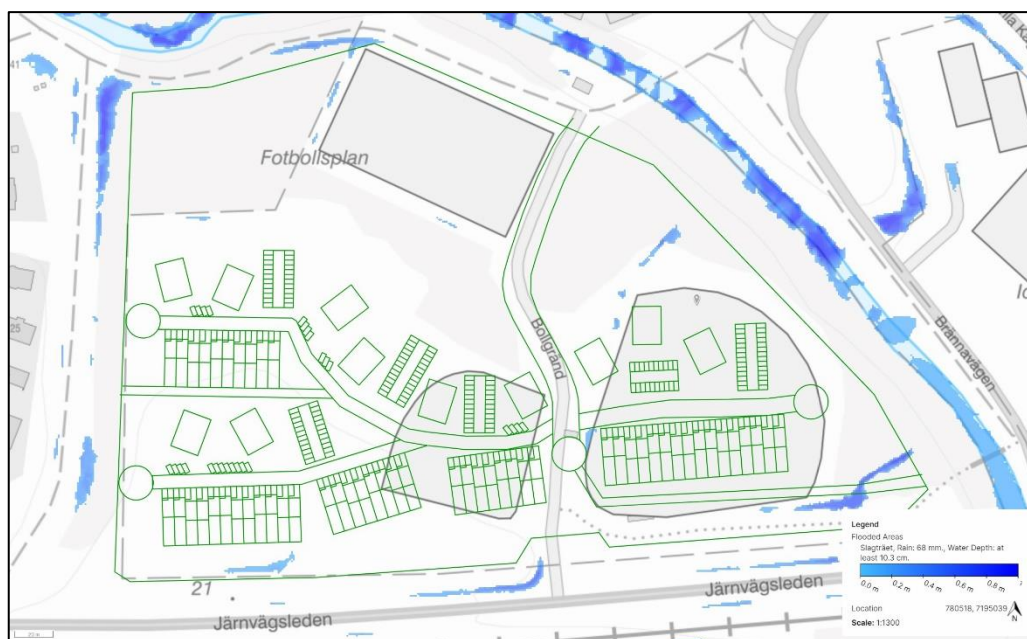 41
Fotbollsplan
25
Bollgränd
Brännavägen
21
Järnvägsleden
Järnvägsleden
20 m
Legend
Flooded Areas
Slagträet, Rain: 68 mm., Water Depth: at
least 10.3 cm.
0.0 m 0.2 m 0.4 m 0.6 m 0.8 m
Location 780518, 7195039
Scale: 1:1300
N